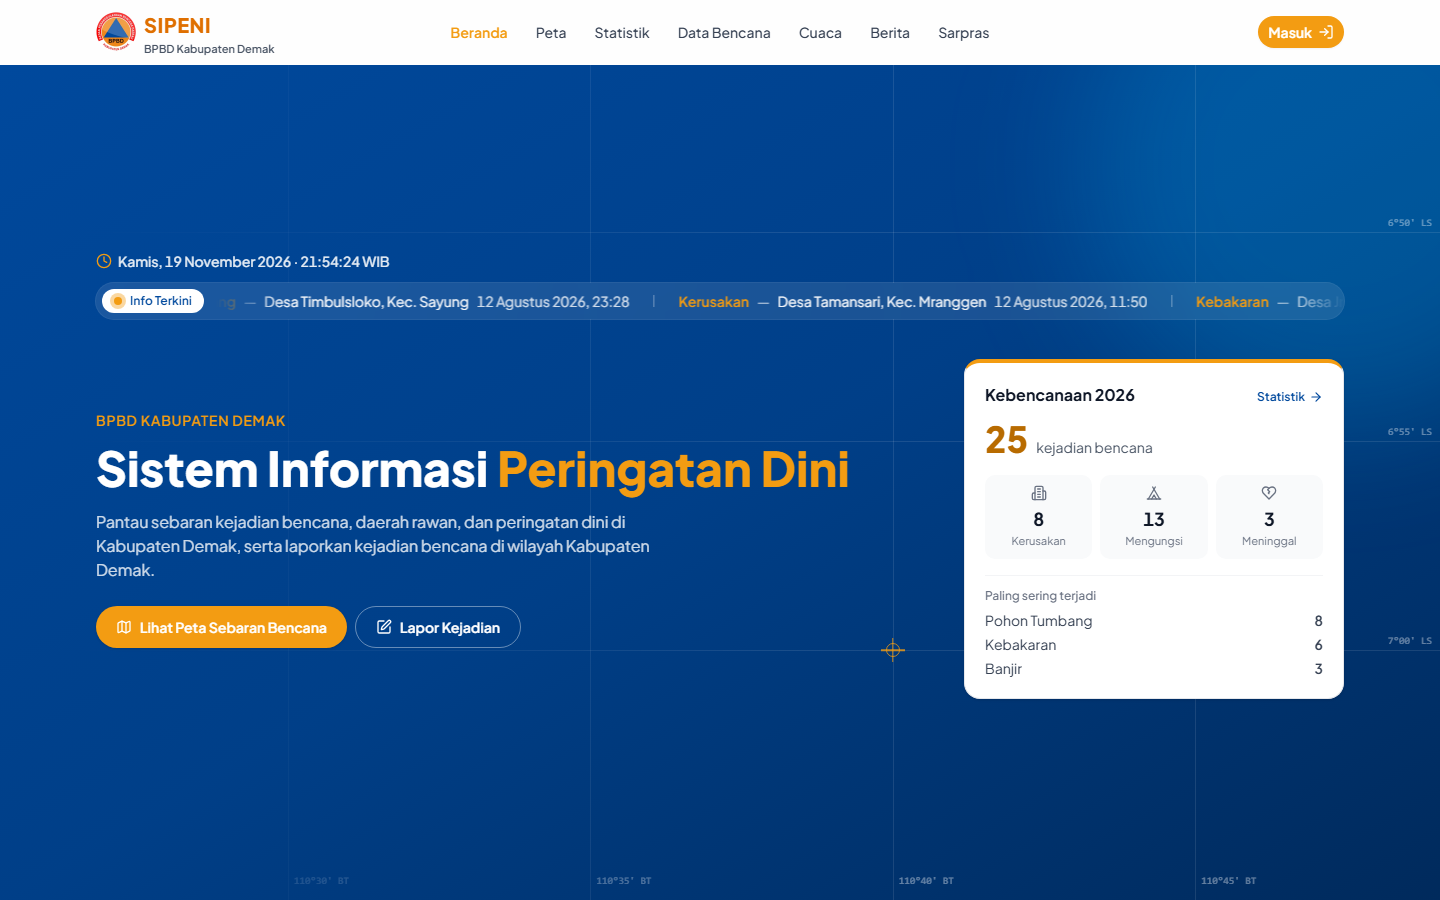 SIPENI
BPBD Kabupaten Demak
Beranda
Peta
Statistik
Data Bencana
Cuaca
Berita
Sarpras
Masuk
6°50' LS
Kamis, 19 November 2026 · 21:54:24 WIB
Info Terkini
— Desa Timbulsloko, Kec. Sayung 12 Agustus 2026, 23:28 | Kerusakan — Desa Tamansari, Kec. Mranggen 12 Agustus 2026, 11:50 | Kebakaran — Desa
BPBD KABUPATEN DEMAK
Sistem Informasi Peringatan Dini
Pantau sebaran kejadian bencana, daerah rawan, dan peringatan dini di
Kabupaten Demak, serta laporkan kejadian bencana di wilayah Kabupaten
Demak.
Lihat Peta Sebaran Bencana
Lapor Kejadian
Kebencanaan 2026
Statistik
25 kejadian bencana
8
Kerusakan
13
Mengungsi
3
Meninggal
Paling sering terjadi
Pohon Tumbang 8
Kebakaran 6
Banjir 3
6°55' LS
7°00' LS
110°30' BT
110°35' BT
110°40' BT
110°45' BT